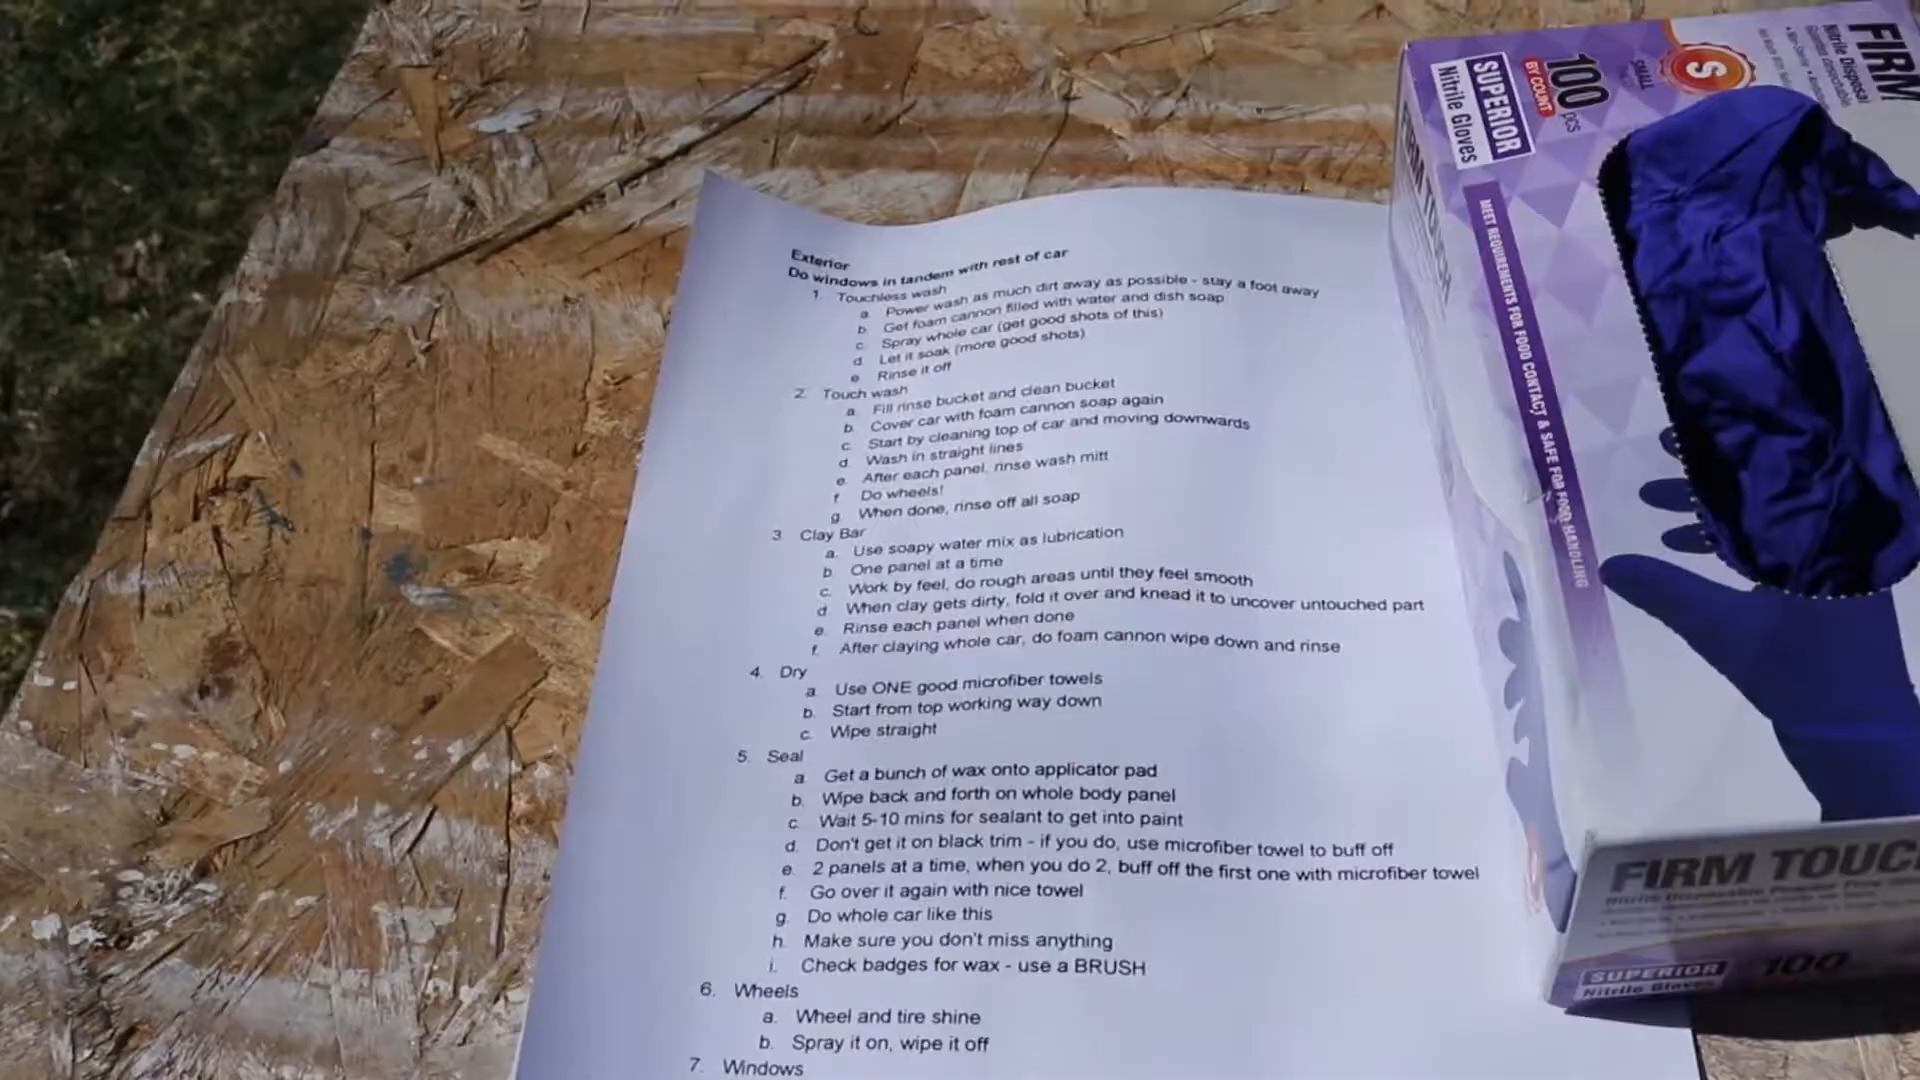 Exterior
Do windows in tandem with rest of car
1. Touchless wash
a. Power wash as much dirt away as possible - stay a foot away
b. Get foam cannon filled with water and dish soap
c. Spray whole car (get good shots of this)
d. Let it soak (more good shots)
e. Rinse it off
2. Touch wash
a. Fill rinse bucket and clean bucket
b. Cover car with foam cannon soap again
c. Start by cleaning top of car and moving downwards
d. Wash in straight lines
e. After each panel, rinse wash mitt
f. Do wheels!
g. When done, rinse off all soap
3. Clay Bar
a. Use soapy water mix as lubrication
b. One panel at a time
c. Work by feel, do rough areas until they feel smooth
d. When clay gets dirty, fold it over and knead it to uncover untouched part
e. Rinse each panel when done
f. After claying whole car, do foam cannon wipe down and rinse
4. Dry
a. Use ONE good microfiber towels
b. Start from top working way down
c. Wipe straight
5. Seal
a. Get a bunch of wax onto applicator pad
b. Wipe back and forth on whole body panel
c. Wait 5-10 mins for sealant to get into paint
d. Don't get it on black trim - if you do, use microfiber towel to buff off
e. 2 panels at a time, when you do 2, buff off the first one with microfiber towel
f. Go over it again with nice towel
g. Do whole car like this
h. Make sure you don't miss anything
i. Check badges for wax - use a BRUSH
6. Wheels
a. Wheel and tire shine
b. Spray it on, wipe it off
7. Windows
FIRM
Nitrile Disposa
SMALL
S
100 pcs
BY COUNT
SUPERIOR
Nitrile Gloves
MEET REQUIREMENTS FOR FOOD CONTACT & SAFE FOR FOOD HANDLING
FIRM TOUCH
FIRM TOUC
SUPERIOR
Nitrile Gloves
100